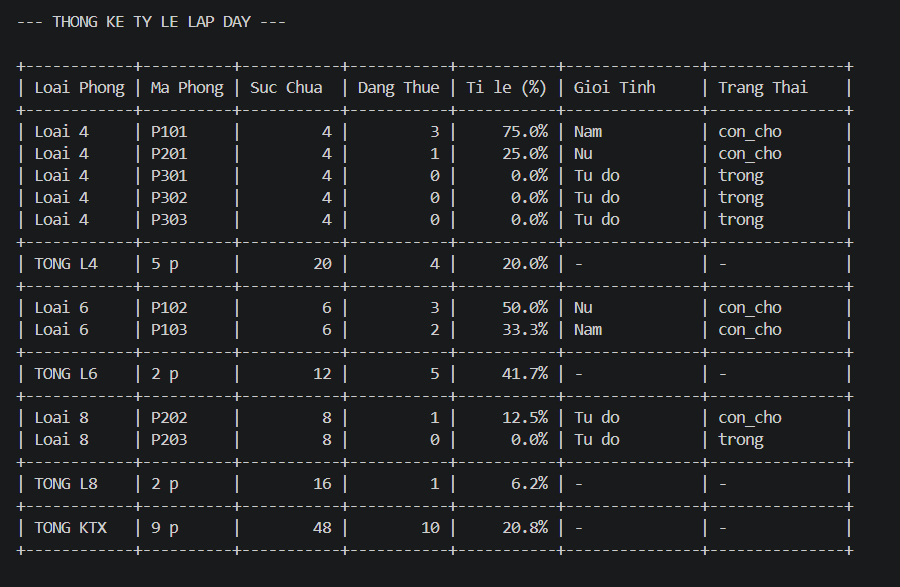 --- THONG KE TY LE LAP DAY ---
+------------+----------+-----------+-----------+-----------+---------------+---------------+
| Loai Phong | Ma Phong | Suc Chua  | Dang Thue | Ti le (%) | Gioi Tinh     | Trang Thai    |
+------------+----------+-----------+-----------+-----------+---------------+---------------+
| Loai 4     | P101     |         4 |         3 |     75.0% | Nam           | con_cho       |
| Loai 4     | P201     |         4 |         1 |     25.0% | Nu            | con_cho       |
| Loai 4     | P301     |         4 |         0 |      0.0% | Tu do         | trong         |
| Loai 4     | P302     |         4 |         0 |      0.0% | Tu do         | trong         |
| Loai 4     | P303     |         4 |         0 |      0.0% | Tu do         | trong         |
+------------+----------+-----------+-----------+-----------+---------------+---------------+
| TONG L4    | 5 p      |        20 |         4 |     20.0% | -             | -             |
+------------+----------+-----------+-----------+-----------+---------------+---------------+
| Loai 6     | P102     |         6 |         3 |     50.0% | Nu            | con_cho       |
| Loai 6     | P103     |         6 |         2 |     33.3% | Nam           | con_cho       |
+------------+----------+-----------+-----------+-----------+---------------+---------------+
| TONG L6    | 2 p      |        12 |         5 |     41.7% | -             | -             |
+------------+----------+-----------+-----------+-----------+---------------+---------------+
| Loai 8     | P202     |         8 |         1 |     12.5% | Tu do         | con_cho       |
| Loai 8     | P203     |         8 |         0 |      0.0% | Tu do         | trong         |
+------------+----------+-----------+-----------+-----------+---------------+---------------+
| TONG L8    | 2 p      |        16 |         1 |      6.2% | -             | -             |
+------------+----------+-----------+-----------+-----------+---------------+---------------+
| TONG KTX   | 9 p      |        48 |        10 |     20.8% | -             | -             |
+------------+----------+-----------+-----------+-----------+---------------+---------------+